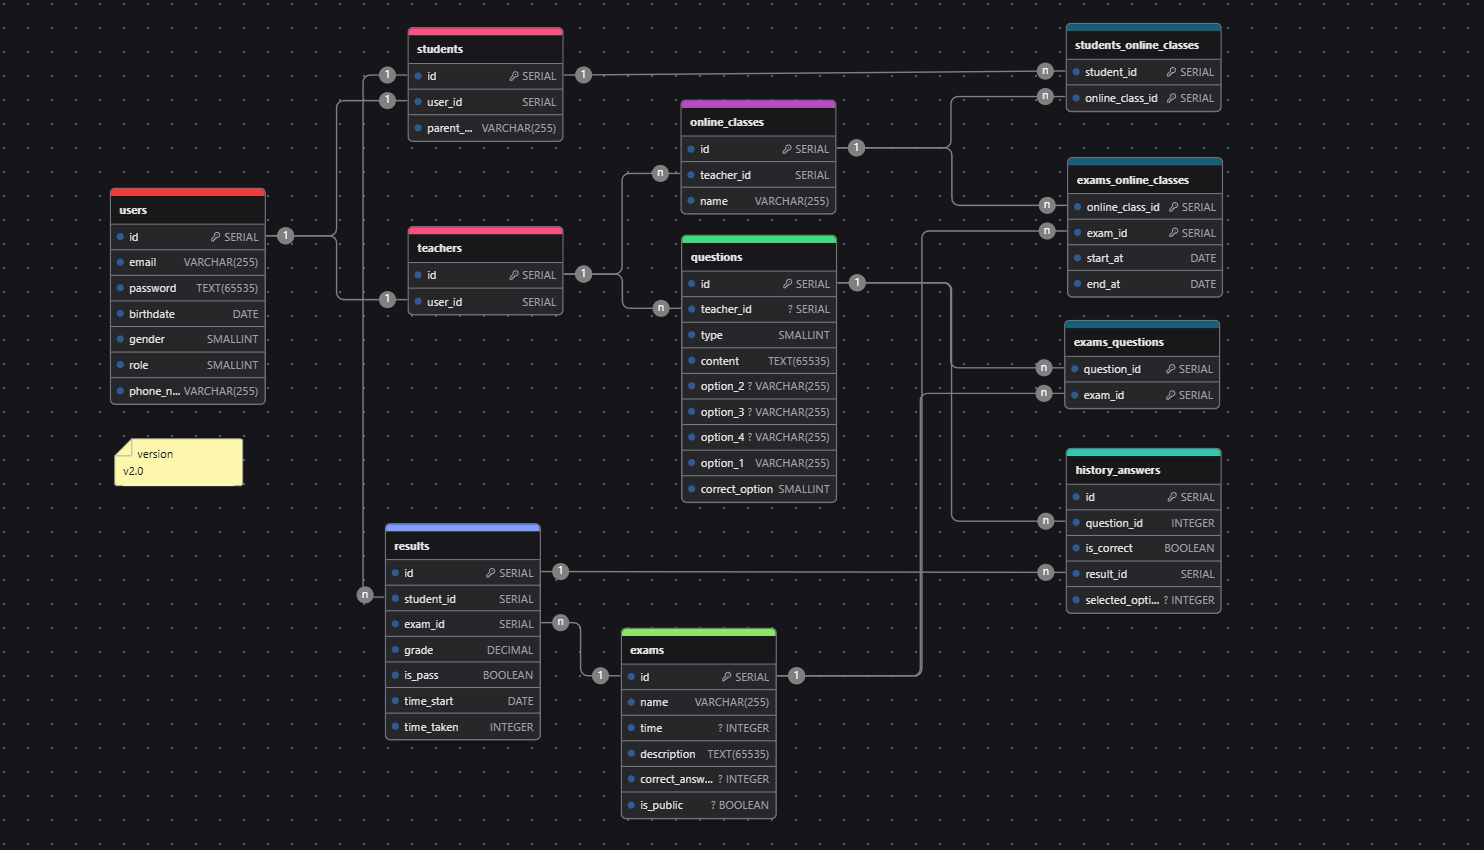 users
id SERIAL
email VARCHAR(255)
password TEXT(65535)
birthdate DATE
gender SMALLINT
role SMALLINT
phone_n... VARCHAR(255)
version
v2.0
students
1 id SERIAL 1
1 user_id SERIAL
parent_... VARCHAR(255)
1
teachers
id SERIAL 1
1 user_id SERIAL
online_classes
id SERIAL 1
n teacher_id SERIAL
name VARCHAR(255)
questions
id SERIAL 1
n teacher_id ? SERIAL
type SMALLINT
content TEXT(65535)
option_2 ? VARCHAR(255)
option_3 ? VARCHAR(255)
option_4 ? VARCHAR(255)
option_1 VARCHAR(255)
correct_option SMALLINT
results
id SERIAL 1
n student_id SERIAL
exam_id SERIAL n
grade DECIMAL
is_pass BOOLEAN
time_start DATE
time_taken INTEGER
exams
1 id SERIAL 1
name VARCHAR(255)
time ? INTEGER
description TEXT(65535)
correct_answ... ? INTEGER
is_public ? BOOLEAN
students_online_classes
n student_id SERIAL
n online_class_id SERIAL
exams_online_classes
n online_class_id SERIAL
n exam_id SERIAL
start_at DATE
end_at DATE
exams_questions
n question_id SERIAL
n exam_id SERIAL
history_answers
id SERIAL
n question_id INTEGER
is_correct BOOLEAN
n result_id SERIAL
selected_opti... ? INTEGER